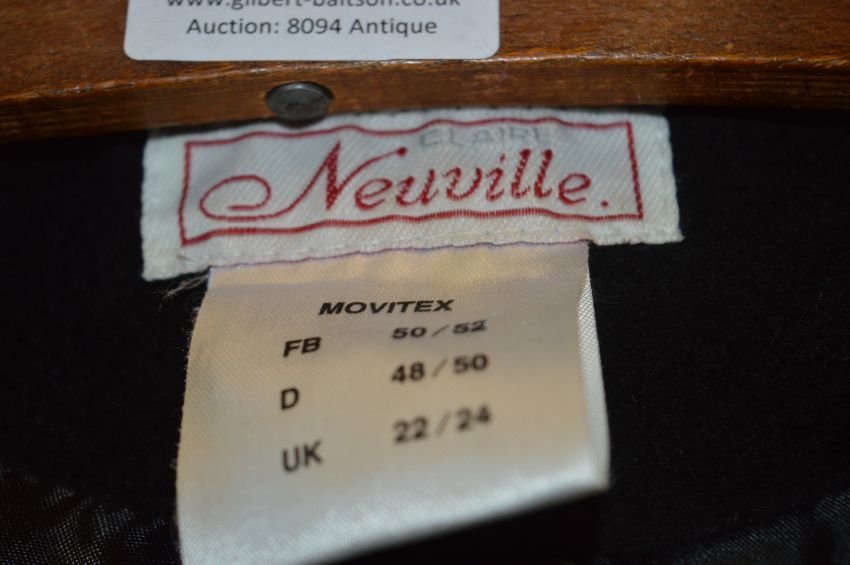 www.gilbert-baitson.co.uk
Auction: 8094 Antique
CLAIRE
Neuville.
MOVITEX
FB 50 / 52
D 48 / 50
UK 22 / 24